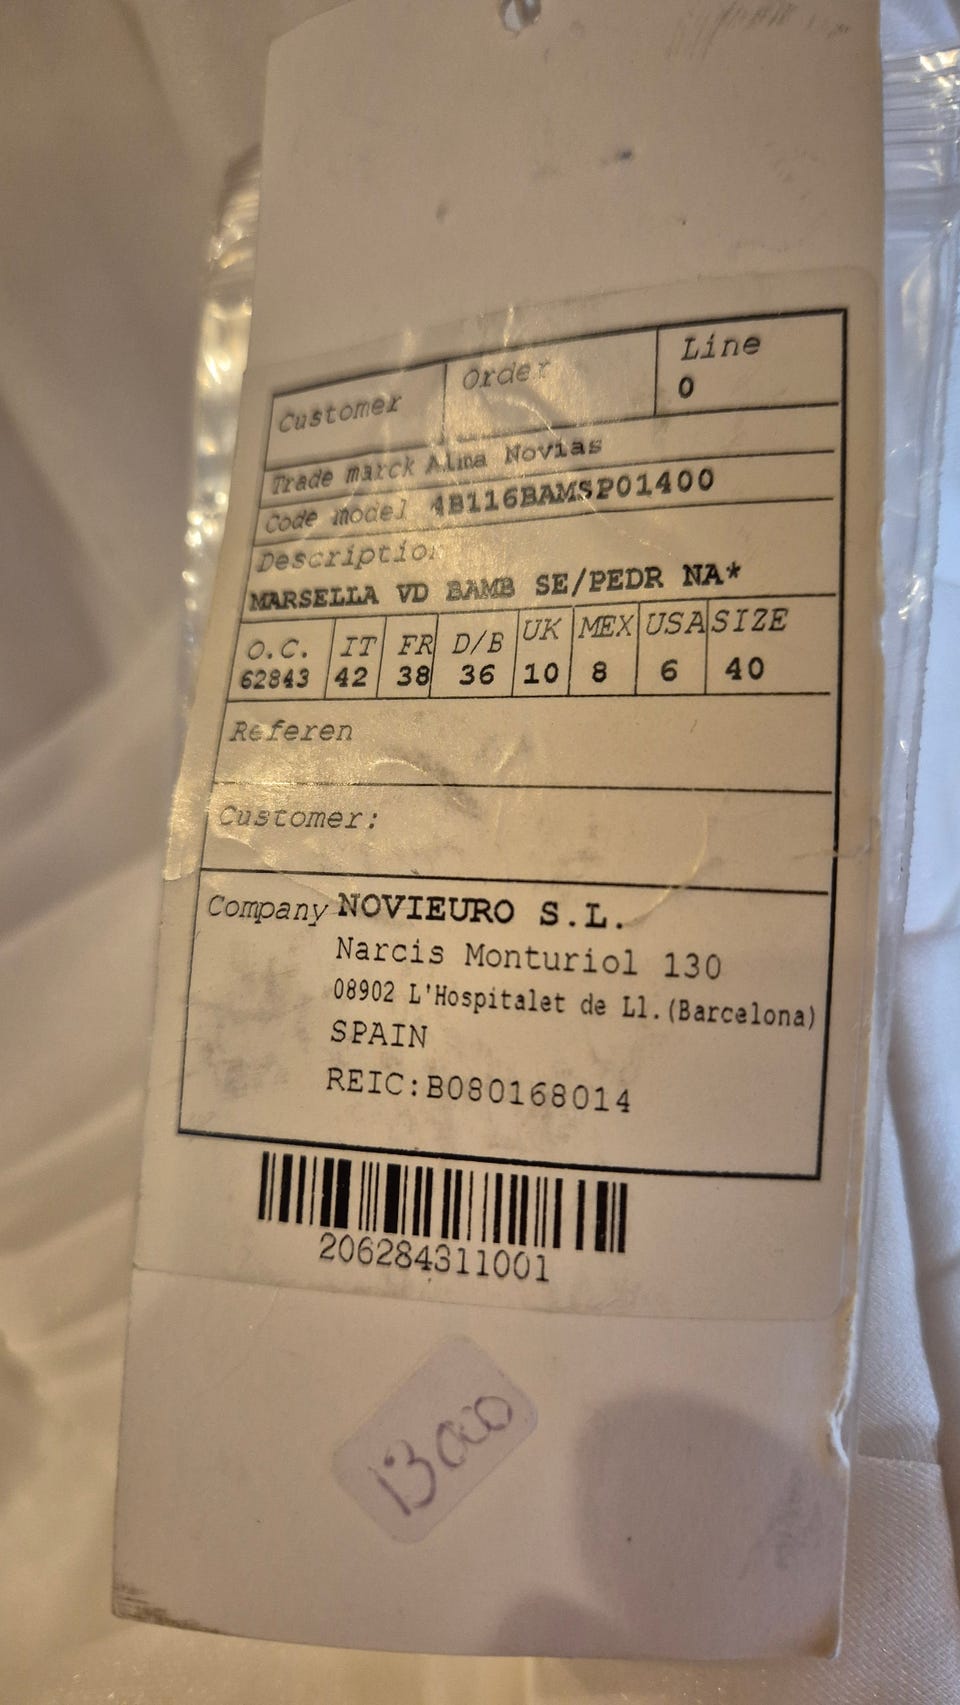 Customer Order Line
0
Trade marck Alma Novias
Code model 4B116BAMSP01400
Description
MARSELLA VD BAMB SE/PEDR NA*
O.C. IT FR D/B UK MEX USA SIZE
62843 42 38 36 10 8 6 40
Referen
Customer:
Company NOVIEURO S.L.
Narcis Monturiol 130
08902 L'Hospitalet de Ll.(Barcelona)
SPAIN
REIC:B080168014
206284311001
13000